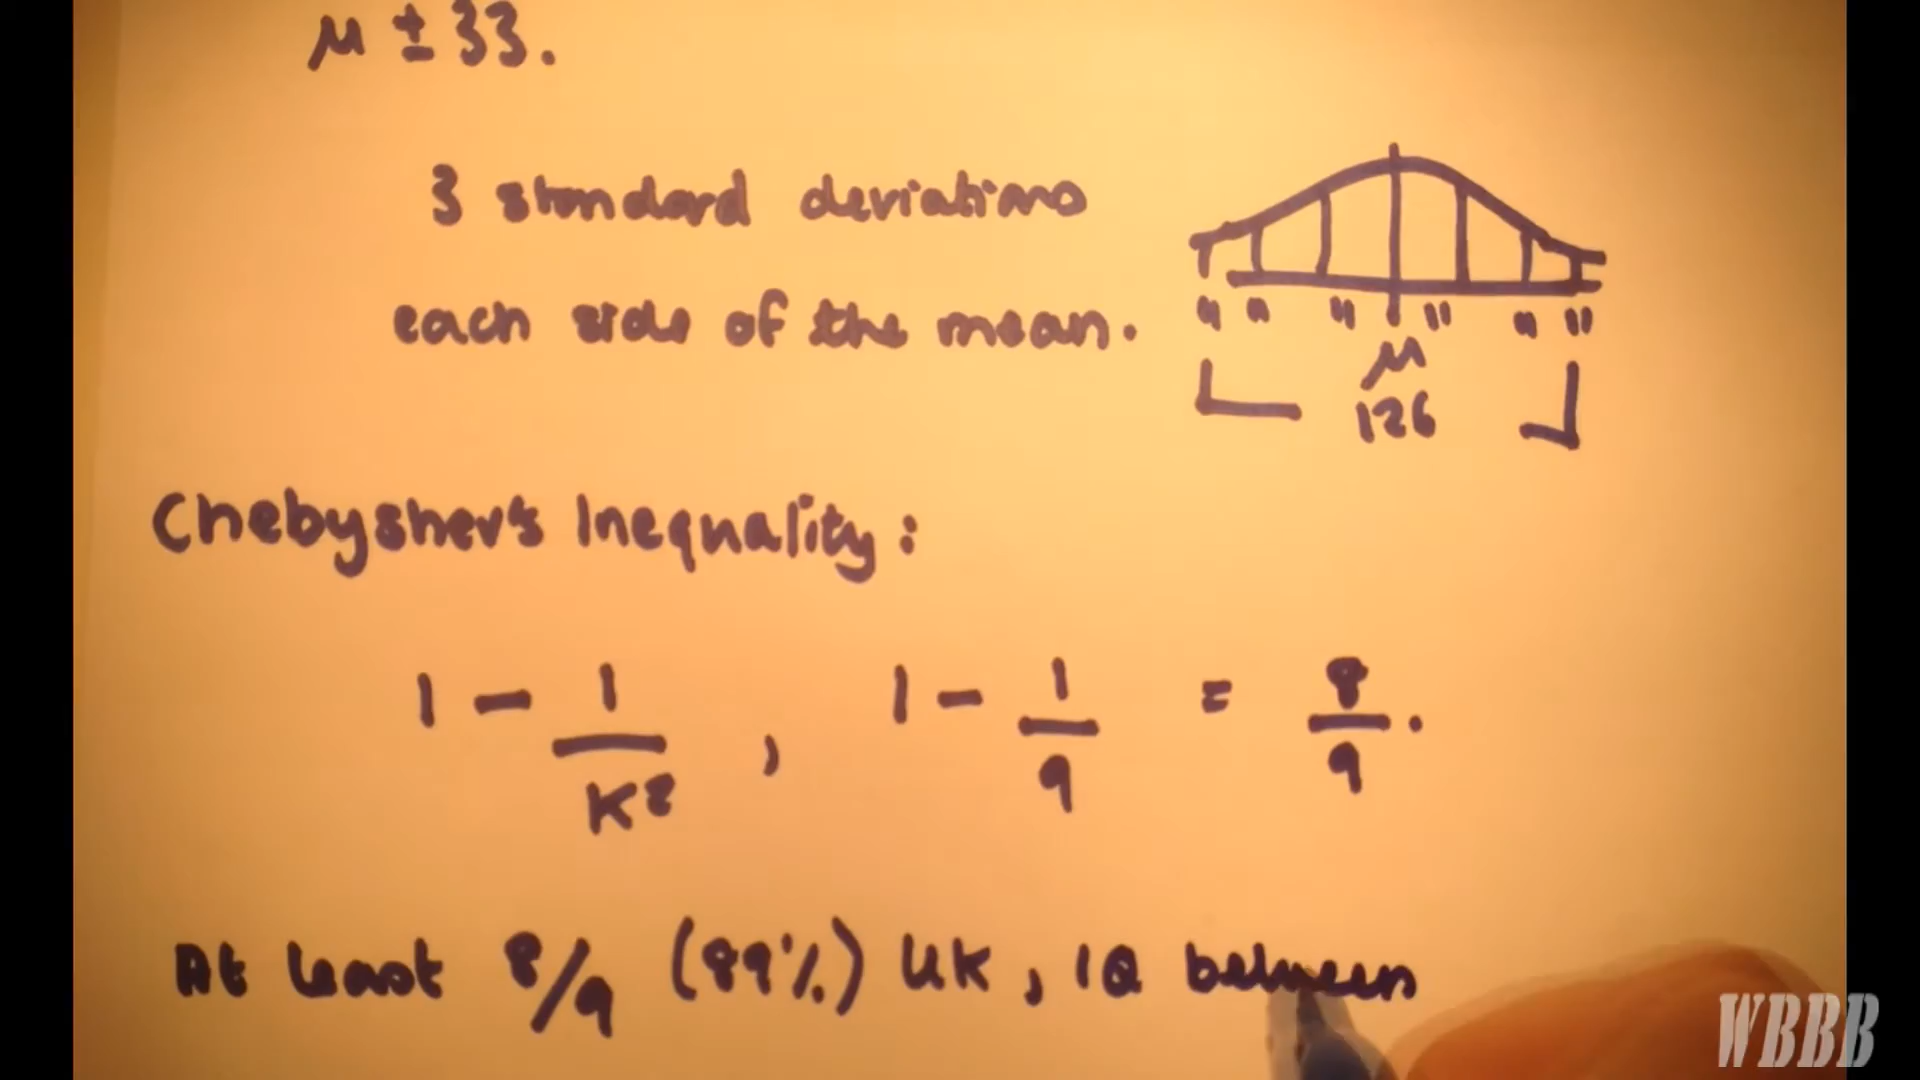 μ ± 33.
3 standard deviations
each side of the mean.
" " " " " "
μ
126
Chebyshev's Inequality:
1 - 1/K² , 1 - 1/9 = 8/9.
At least 8/9 (89%) UK, IQ between
WBBB